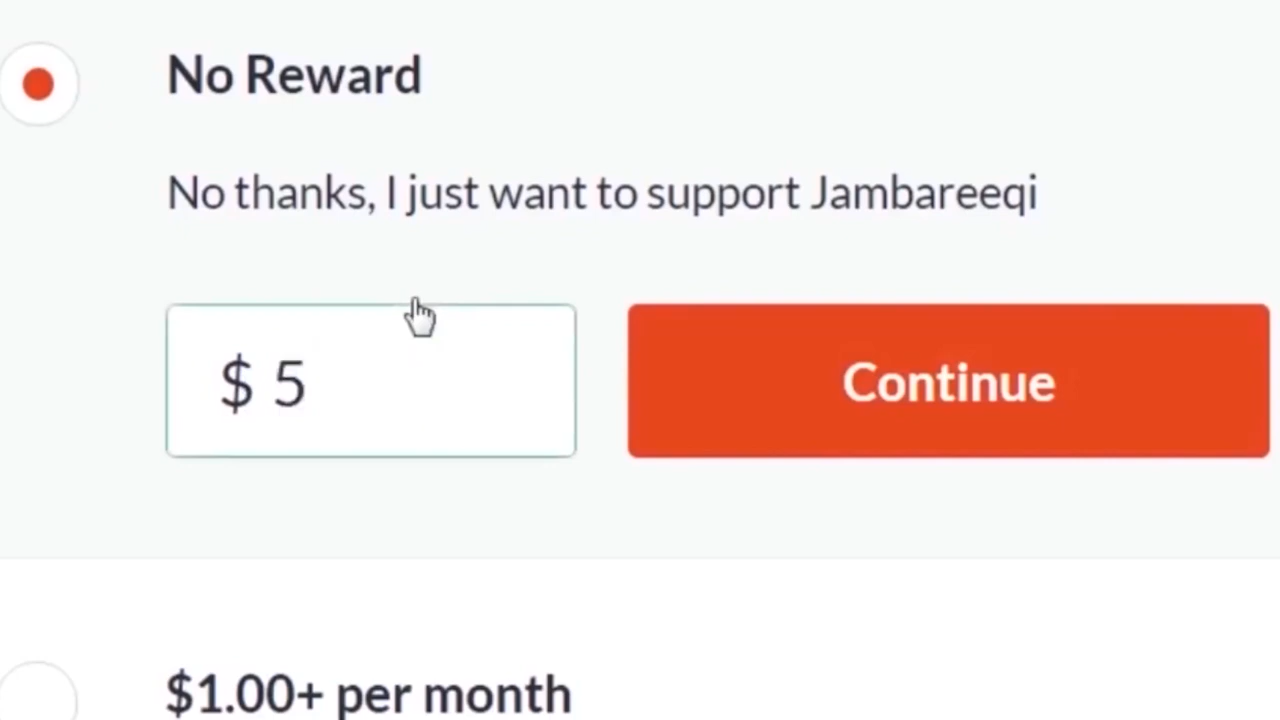 No Reward
No thanks, I just want to support Jambareeqi
$ 5
Continue
$1.00+ per month